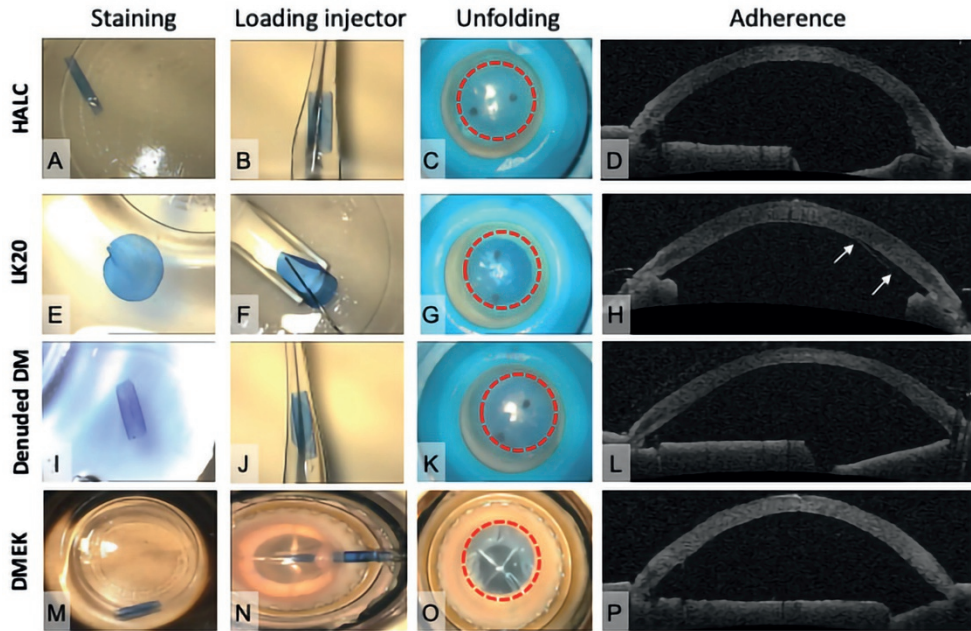 Staining Loading injector Unfolding Adherence
HALC
A B C D
LK20
E F G H
Denuded DM
I J K L
DMEK
M N O P